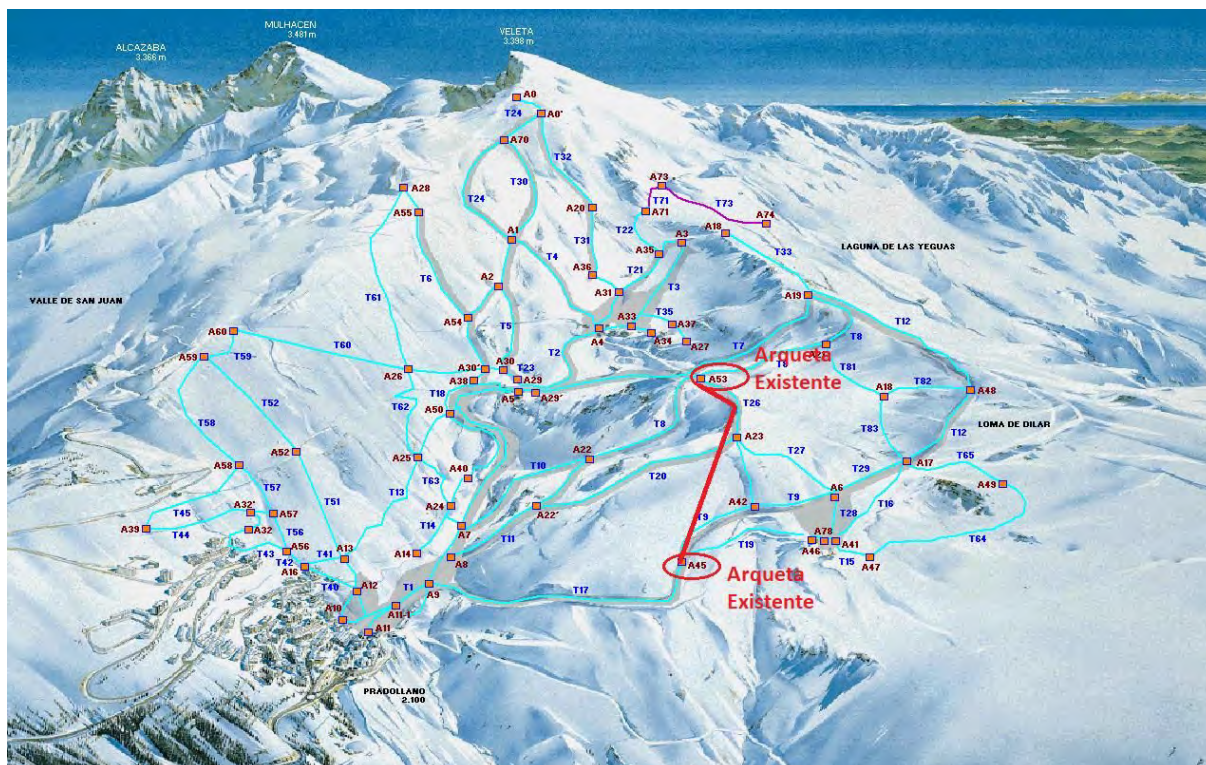 MULHACEN
3.481 m
VELETA
3.398 m
ALCAZABA
3.366 m
A0
T24
A0'
A70
T32
T30
A28
T24
A73
T71
T73
A55
A20
A71
A74
T22
A1
A3
A18
LAGUNA DE LAS YEGUAS
T31
T4
A35
T33
T6
A36
T21
A2
T3
VALLE DE SAN JUAN
T61
A31
A19
A54
T35
T12
A33
A37
A60
T5
A4
A34
A27
T8
T59
T60
T2
T7
A59
Arqueta
Existente
A26
A30'
A30
T23
T8
T81
A38
A29
A53
T82
A48
T18
A5
A29'
A18
T62
A50
T26
T52
T83
T58
T8
T12
LOMA DE DILAR
A23
A52
A25
A22
T10
T27
T29
A17
T65
A58
T63
A40
T20
T57
T13
A49
T51
A6
A24
A22'
A42
T9
T45
A32'
A57
T16
T9
T28
A39
T44
A32
T56
T14
A7
T11
T19
A78
T64
T43
A56
T41
A13
A14
A46
A41
T42
A16
A8
A45
T15
A47
Arqueta
Existente
T40
A12
T1
A9
T17
A10
A11-1
A11
PRADOLLANO
2.100